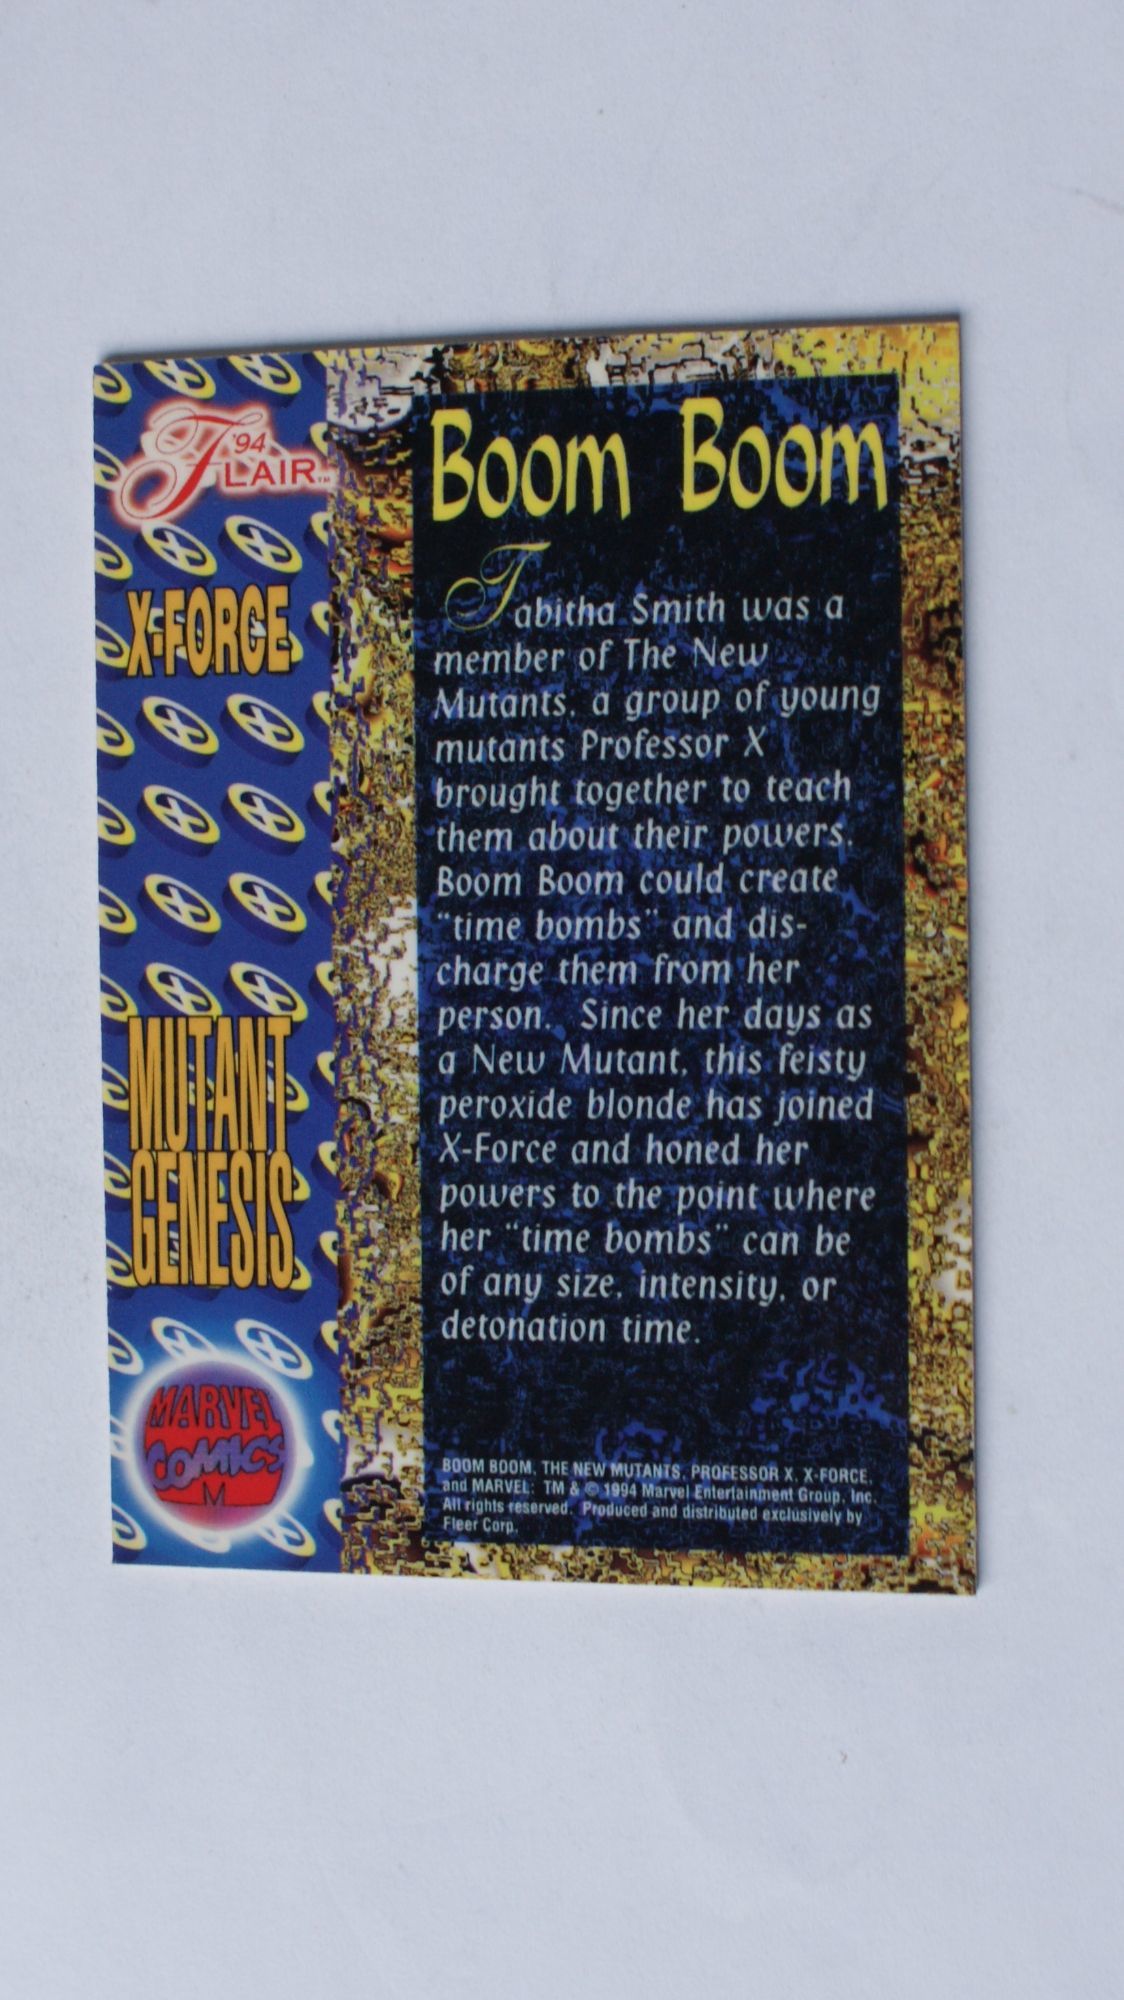 '94
FLAIR™
X-FORCE
MUTANT
GENESIS
MARVEL
COMICS
M
Boom Boom
Tabitha Smith was a
member of The New
Mutants, a group of young
mutants Professor X
brought together to teach
them about their powers.
Boom Boom could create
"time bombs" and dis-
charge them from her
person. Since her days as
a New Mutant, this feisty
peroxide blonde has joined
X-Force and honed her
powers to the point where
her "time bombs" can be
of any size, intensity, or
detonation time.
BOOM BOOM, THE NEW MUTANTS, PROFESSOR X, X-FORCE,
and MARVEL: TM & © 1994 Marvel Entertainment Group, Inc.
All rights reserved. Produced and distributed exclusively by
Fleer Corp.